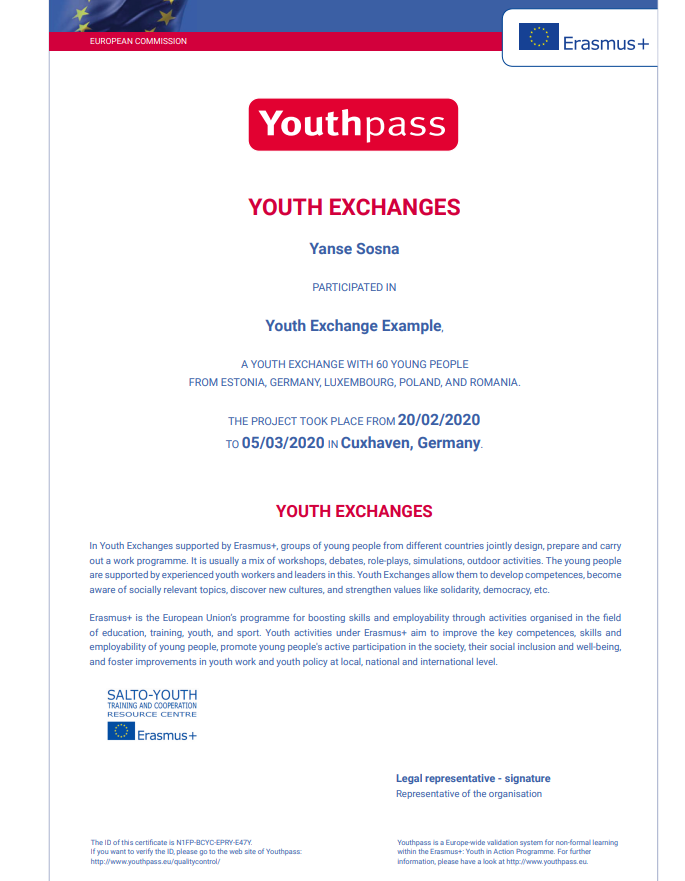 EUROPEAN COMMISSION
Erasmus+
Youthpass
YOUTH EXCHANGES
Yanse Sosna
PARTICIPATED IN
Youth Exchange Example,
A YOUTH EXCHANGE WITH 60 YOUNG PEOPLE
FROM ESTONIA, GERMANY, LUXEMBOURG, POLAND, AND ROMANIA.
THE PROJECT TOOK PLACE FROM 20/02/2020
TO 05/03/2020 IN Cuxhaven, Germany.
YOUTH EXCHANGES
In Youth Exchanges supported by Erasmus+, groups of young people from different countries jointly design, prepare and carry
out a work programme. It is usually a mix of workshops, debates, role-plays, simulations, outdoor activities. The young people
are supported by experienced youth workers and leaders in this. Youth Exchanges allow them to develop competences, become
aware of socially relevant topics, discover new cultures, and strengthen values like solidarity, democracy, etc.
Erasmus+ is the European Union's programme for boosting skills and employability through activities organised in the field
of education, training, youth, and sport. Youth activities under Erasmus+ aim to improve the key competences, skills and
employability of young people, promote young people's active participation in the society, their social inclusion and well-being,
and foster improvements in youth work and youth policy at local, national and international level.
SALTO-YOUTH
TRAINING AND COOPERATION
RESOURCE CENTRE
Erasmus+
Legal representative - signature
Representative of the organisation
The ID of this certificate is N1FP-BCYC-EPRY-E47Y.
If you want to verify the ID, please go to the web site of Youthpass:
http://www.youthpass.eu/qualitycontrol/
Youthpass is a Europe-wide validation system for non-formal learning
within the Erasmus+: Youth in Action Programme. For further
information, please have a look at http://www.youthpass.eu.